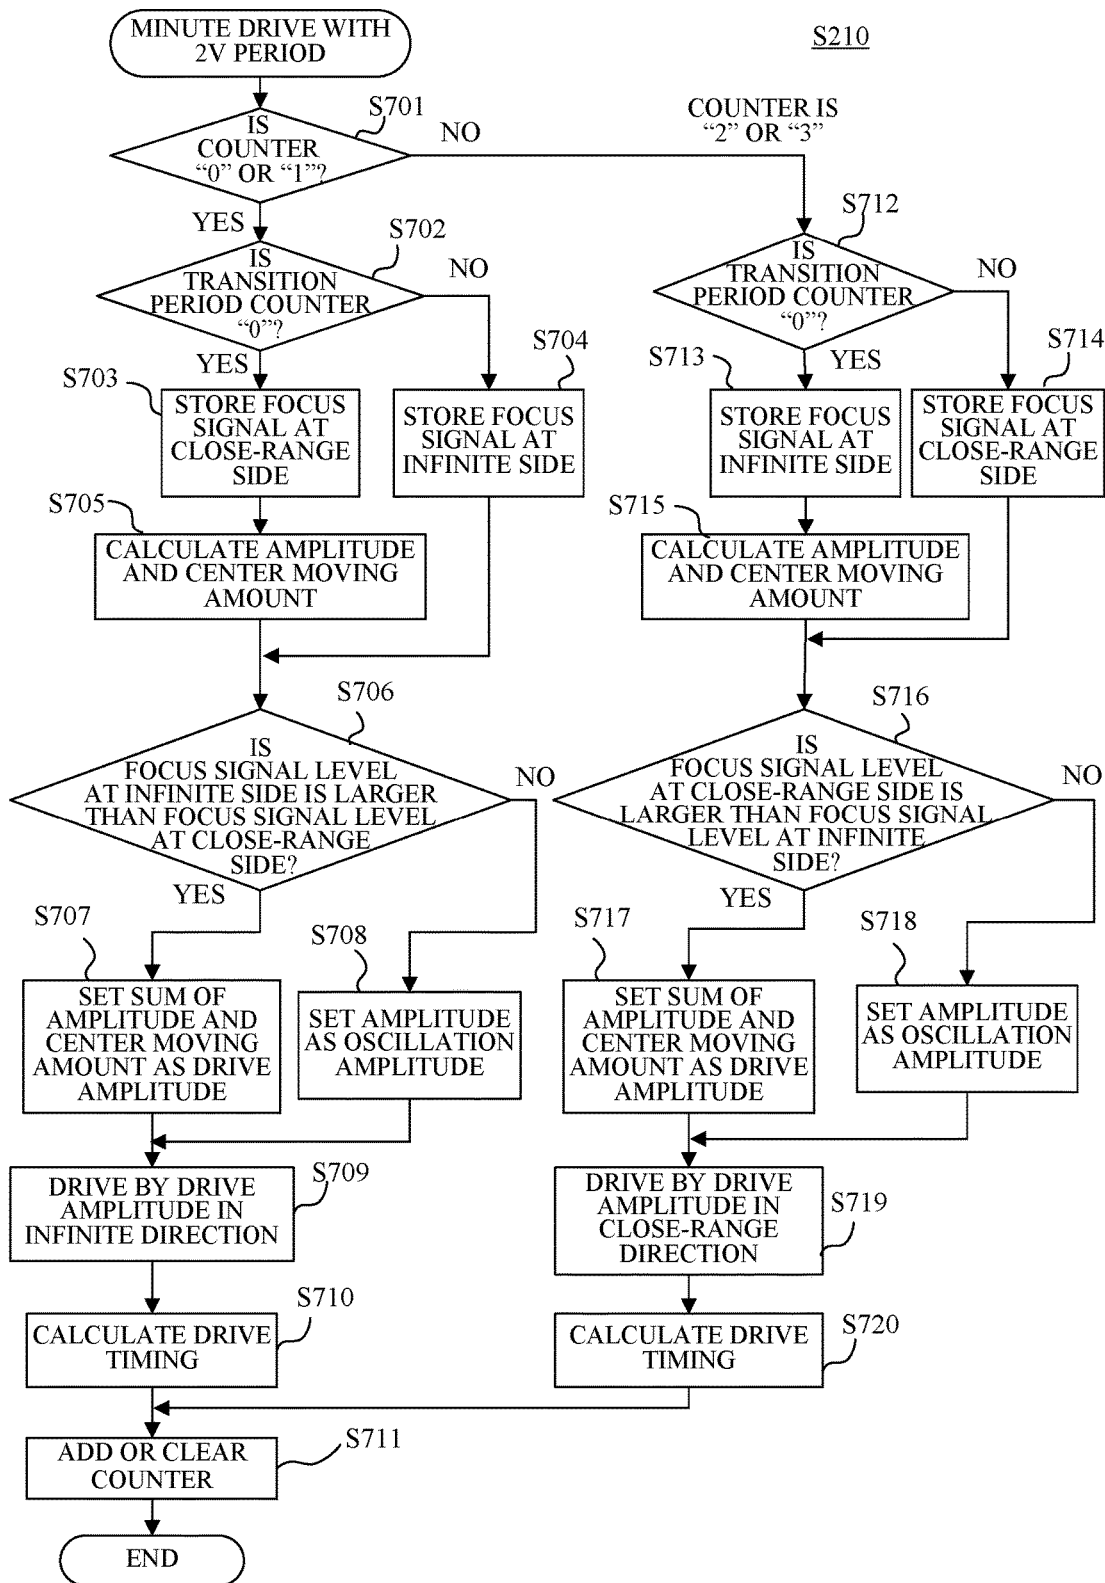 MINUTE DRIVE WITH
2V PERIOD
S210
S701
IS
COUNTER
“0” OR “1”?
NO
COUNTER IS
“2” OR “3”
YES
S702
IS
TRANSITION
PERIOD COUNTER
“0”?
NO
YES
S712
IS
TRANSITION
PERIOD COUNTER
“0”?
NO
YES
S703
STORE FOCUS
SIGNAL AT
CLOSE-RANGE
SIDE
S704
STORE FOCUS
SIGNAL AT
INFINITE SIDE
S713
STORE FOCUS
SIGNAL AT
INFINITE SIDE
S714
STORE FOCUS
SIGNAL AT
CLOSE-RANGE
SIDE
S705
CALCULATE AMPLITUDE
AND CENTER MOVING
AMOUNT
S715
CALCULATE AMPLITUDE
AND CENTER MOVING
AMOUNT
S706
IS
FOCUS SIGNAL LEVEL
AT INFINITE SIDE IS LARGER
THAN FOCUS SIGNAL LEVEL
AT CLOSE-RANGE
SIDE?
NO
YES
S716
IS
FOCUS SIGNAL LEVEL
AT CLOSE-RANGE SIDE IS
LARGER THAN FOCUS SIGNAL
LEVEL AT INFINITE
SIDE?
NO
YES
S707
SET SUM OF
AMPLITUDE AND
CENTER MOVING
AMOUNT AS DRIVE
AMPLITUDE
S708
SET AMPLITUDE
AS OSCILLATION
AMPLITUDE
S717
SET SUM OF
AMPLITUDE AND
CENTER MOVING
AMOUNT AS DRIVE
AMPLITUDE
S718
SET AMPLITUDE
AS OSCILLATION
AMPLITUDE
S709
DRIVE BY DRIVE
AMPLITUDE IN
INFINITE DIRECTION
S719
DRIVE BY DRIVE
AMPLITUDE IN
CLOSE-RANGE
DIRECTION
S710
CALCULATE DRIVE
TIMING
S720
CALCULATE DRIVE
TIMING
S711
ADD OR CLEAR
COUNTER
END